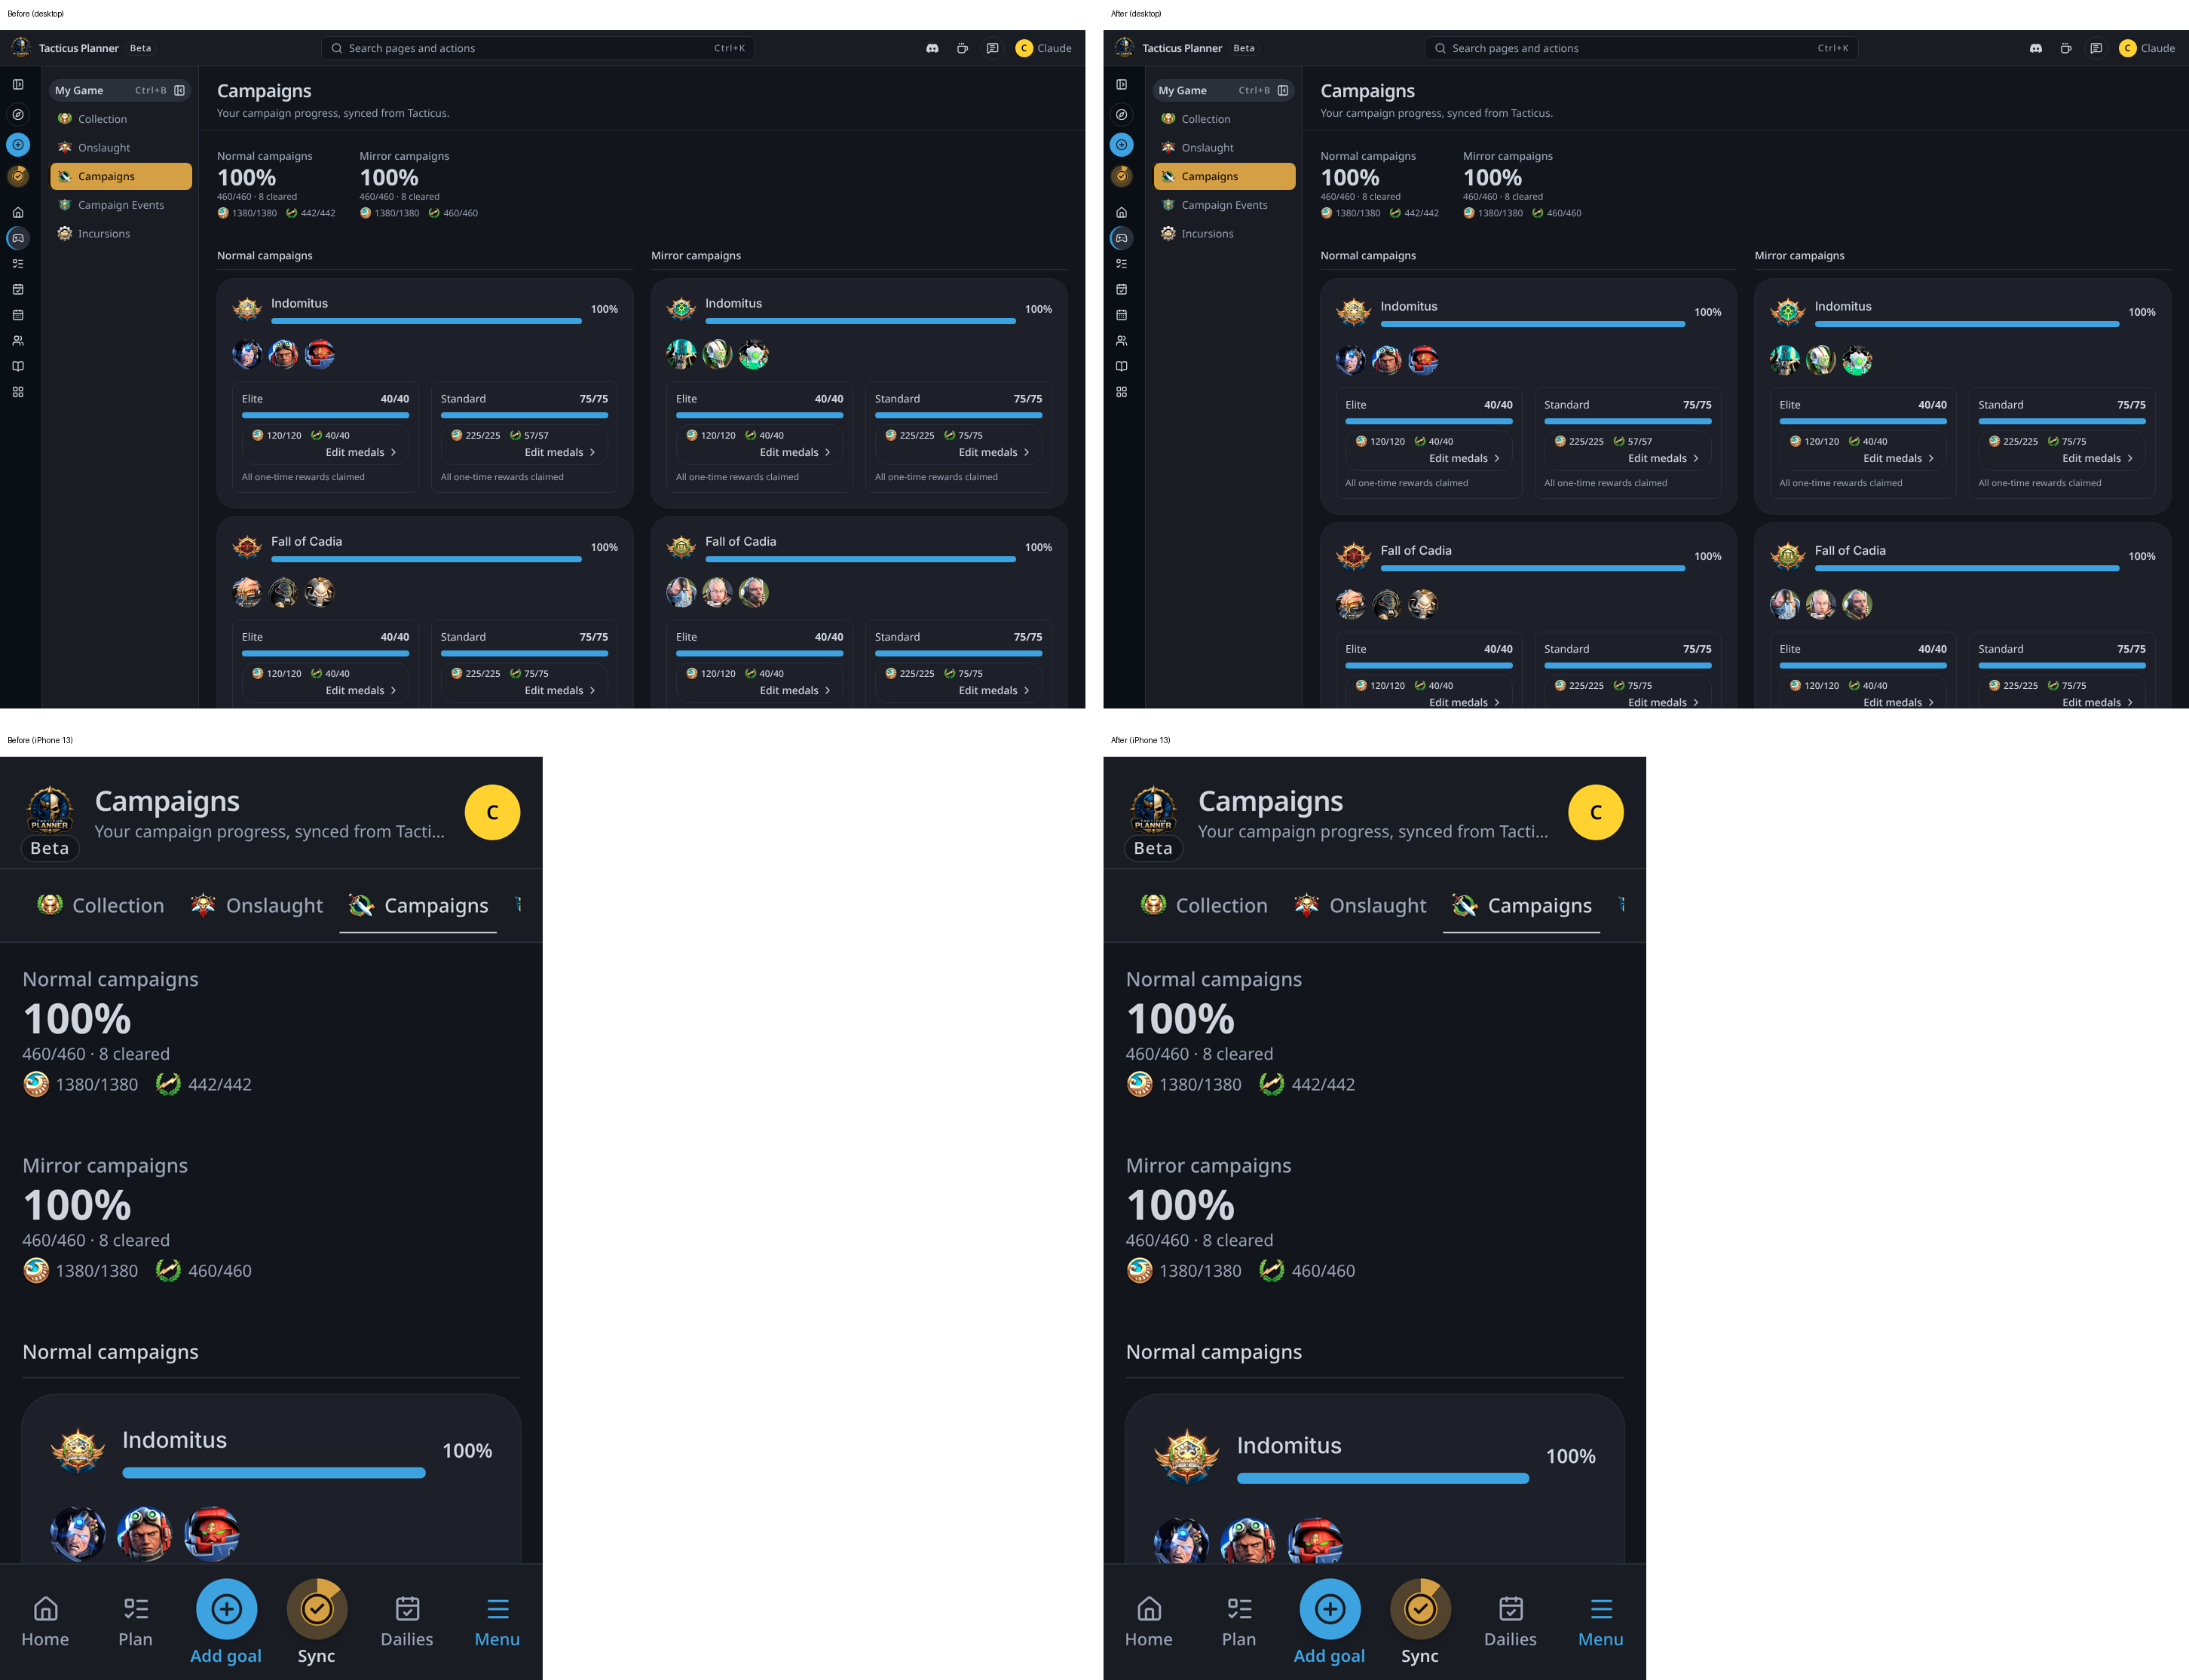 Before (desktop)
Tacticus Planner Beta
Search pages and actions Ctrl+K
C Claude
My Game Ctrl+B
Collection
Onslaught
Campaigns
Campaign Events
Incursions
Campaigns
Your campaign progress, synced from Tacticus.
Normal campaigns
100%
460/460 · 8 cleared
1380/1380 442/442
Mirror campaigns
100%
460/460 · 8 cleared
1380/1380 460/460
Normal campaigns
Indomitus
100%
Elite 40/40
120/120 40/40
Edit medals
All one-time rewards claimed
Standard 75/75
225/225 57/57
Edit medals
All one-time rewards claimed
Fall of Cadia
100%
Elite 40/40
120/120 40/40
Edit medals
Standard 75/75
225/225 75/75
Edit medals
Mirror campaigns
Indomitus
100%
Elite 40/40
120/120 40/40
Edit medals
All one-time rewards claimed
Standard 75/75
225/225 75/75
Edit medals
All one-time rewards claimed
Fall of Cadia
100%
Elite 40/40
120/120 40/40
Edit medals
Standard 75/75
225/225 75/75
Edit medals
After (desktop)
Tacticus Planner Beta
Search pages and actions Ctrl+K
C Claude
My Game Ctrl+B
Collection
Onslaught
Campaigns
Campaign Events
Incursions
Campaigns
Your campaign progress, synced from Tacticus.
Normal campaigns
100%
460/460 · 8 cleared
1380/1380 442/442
Mirror campaigns
100%
460/460 · 8 cleared
1380/1380 460/460
Normal campaigns
Indomitus
100%
Elite 40/40
120/120 40/40
Edit medals
All one-time rewards claimed
Standard 75/75
225/225 57/57
Edit medals
All one-time rewards claimed
Fall of Cadia
100%
Elite 40/40
120/120 40/40
Edit medals
Standard 75/75
225/225 75/75
Edit medals
Mirror campaigns
Indomitus
100%
Elite 40/40
120/120 40/40
Edit medals
All one-time rewards claimed
Standard 75/75
225/225 75/75
Edit medals
All one-time rewards claimed
Fall of Cadia
100%
Elite 40/40
120/120 40/40
Edit medals
Standard 75/75
225/225 75/75
Edit medals
Before (iPhone 13)
PLANNER
Beta
Campaigns
Your campaign progress, synced from Tacti...
C
Collection
Onslaught
Campaigns
Normal campaigns
100%
460/460 · 8 cleared
1380/1380 442/442
Mirror campaigns
100%
460/460 · 8 cleared
1380/1380 460/460
Normal campaigns
Indomitus
100%
Home
Plan
Add goal
Sync
Dailies
Menu
After (iPhone 13)
PLANNER
Beta
Campaigns
Your campaign progress, synced from Tacti...
C
Collection
Onslaught
Campaigns
Normal campaigns
100%
460/460 · 8 cleared
1380/1380 442/442
Mirror campaigns
100%
460/460 · 8 cleared
1380/1380 460/460
Normal campaigns
Indomitus
100%
Home
Plan
Add goal
Sync
Dailies
Menu